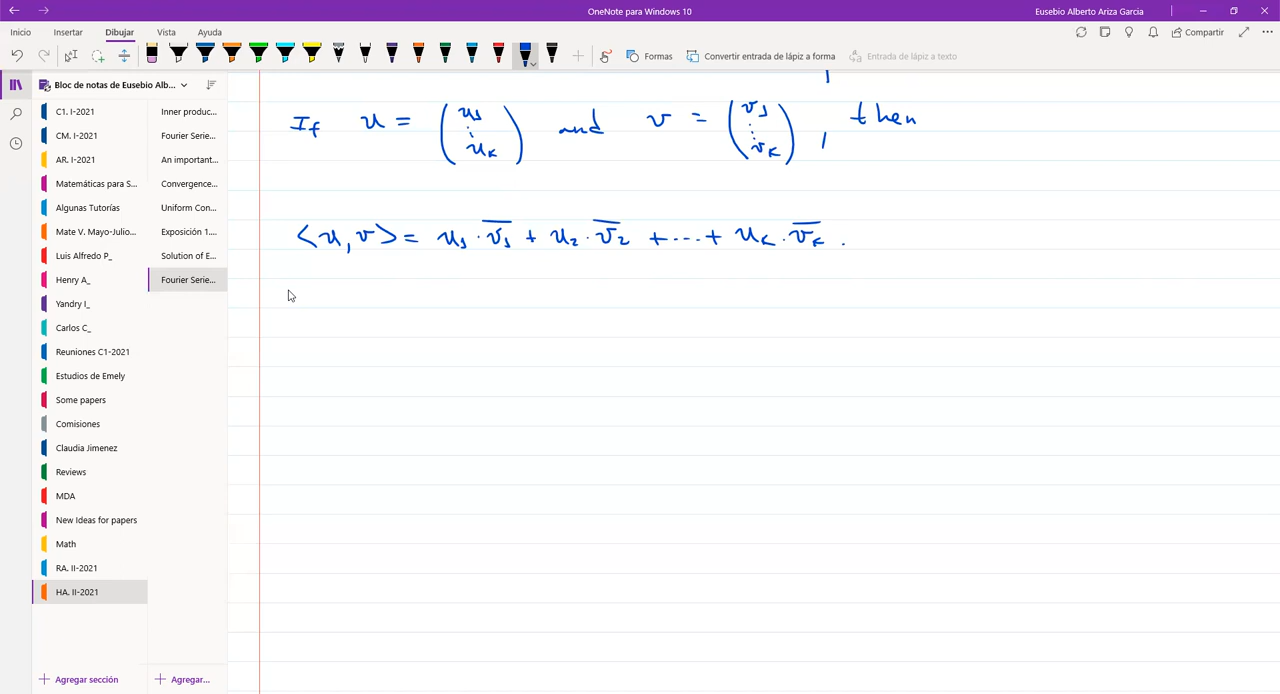 OneNote para Windows 10
Eusebio Alberto Ariza Garcia
Inicio Insertar Dibujar Vista Ayuda
Compartir
Formas Convertir entrada de lápiz a forma Entrada de lápiz a texto
Bloc de notas de Eusebio Alb...
C1. I-2021
CM. I-2021
AR. I-2021
Matemáticas para S...
Algunas Tutorías
Mate V. Mayo-Julio...
Luis Alfredo P_
Henry A_
Yandry I_
Carlos C_
Reuniones C1-2021
Estudios de Emely
Some papers
Comisiones
Claudia Jimenez
Reviews
MDA
New Ideas for papers
Math
RA. II-2021
HA. II-2021
Agregar sección
Inner produc...
Fourier Serie...
An important...
Convergence...
Uniform Con...
Exposición 1....
Solution of E...
Fourier Serie...
Agregar...
If u = (u₁ ⋮ uₖ) and v = (v₁ ⋮ vₖ), then
<u, v> = u₁·v̅₁ + u₂·v̅₂ + ... + uₖ·v̅ₖ.